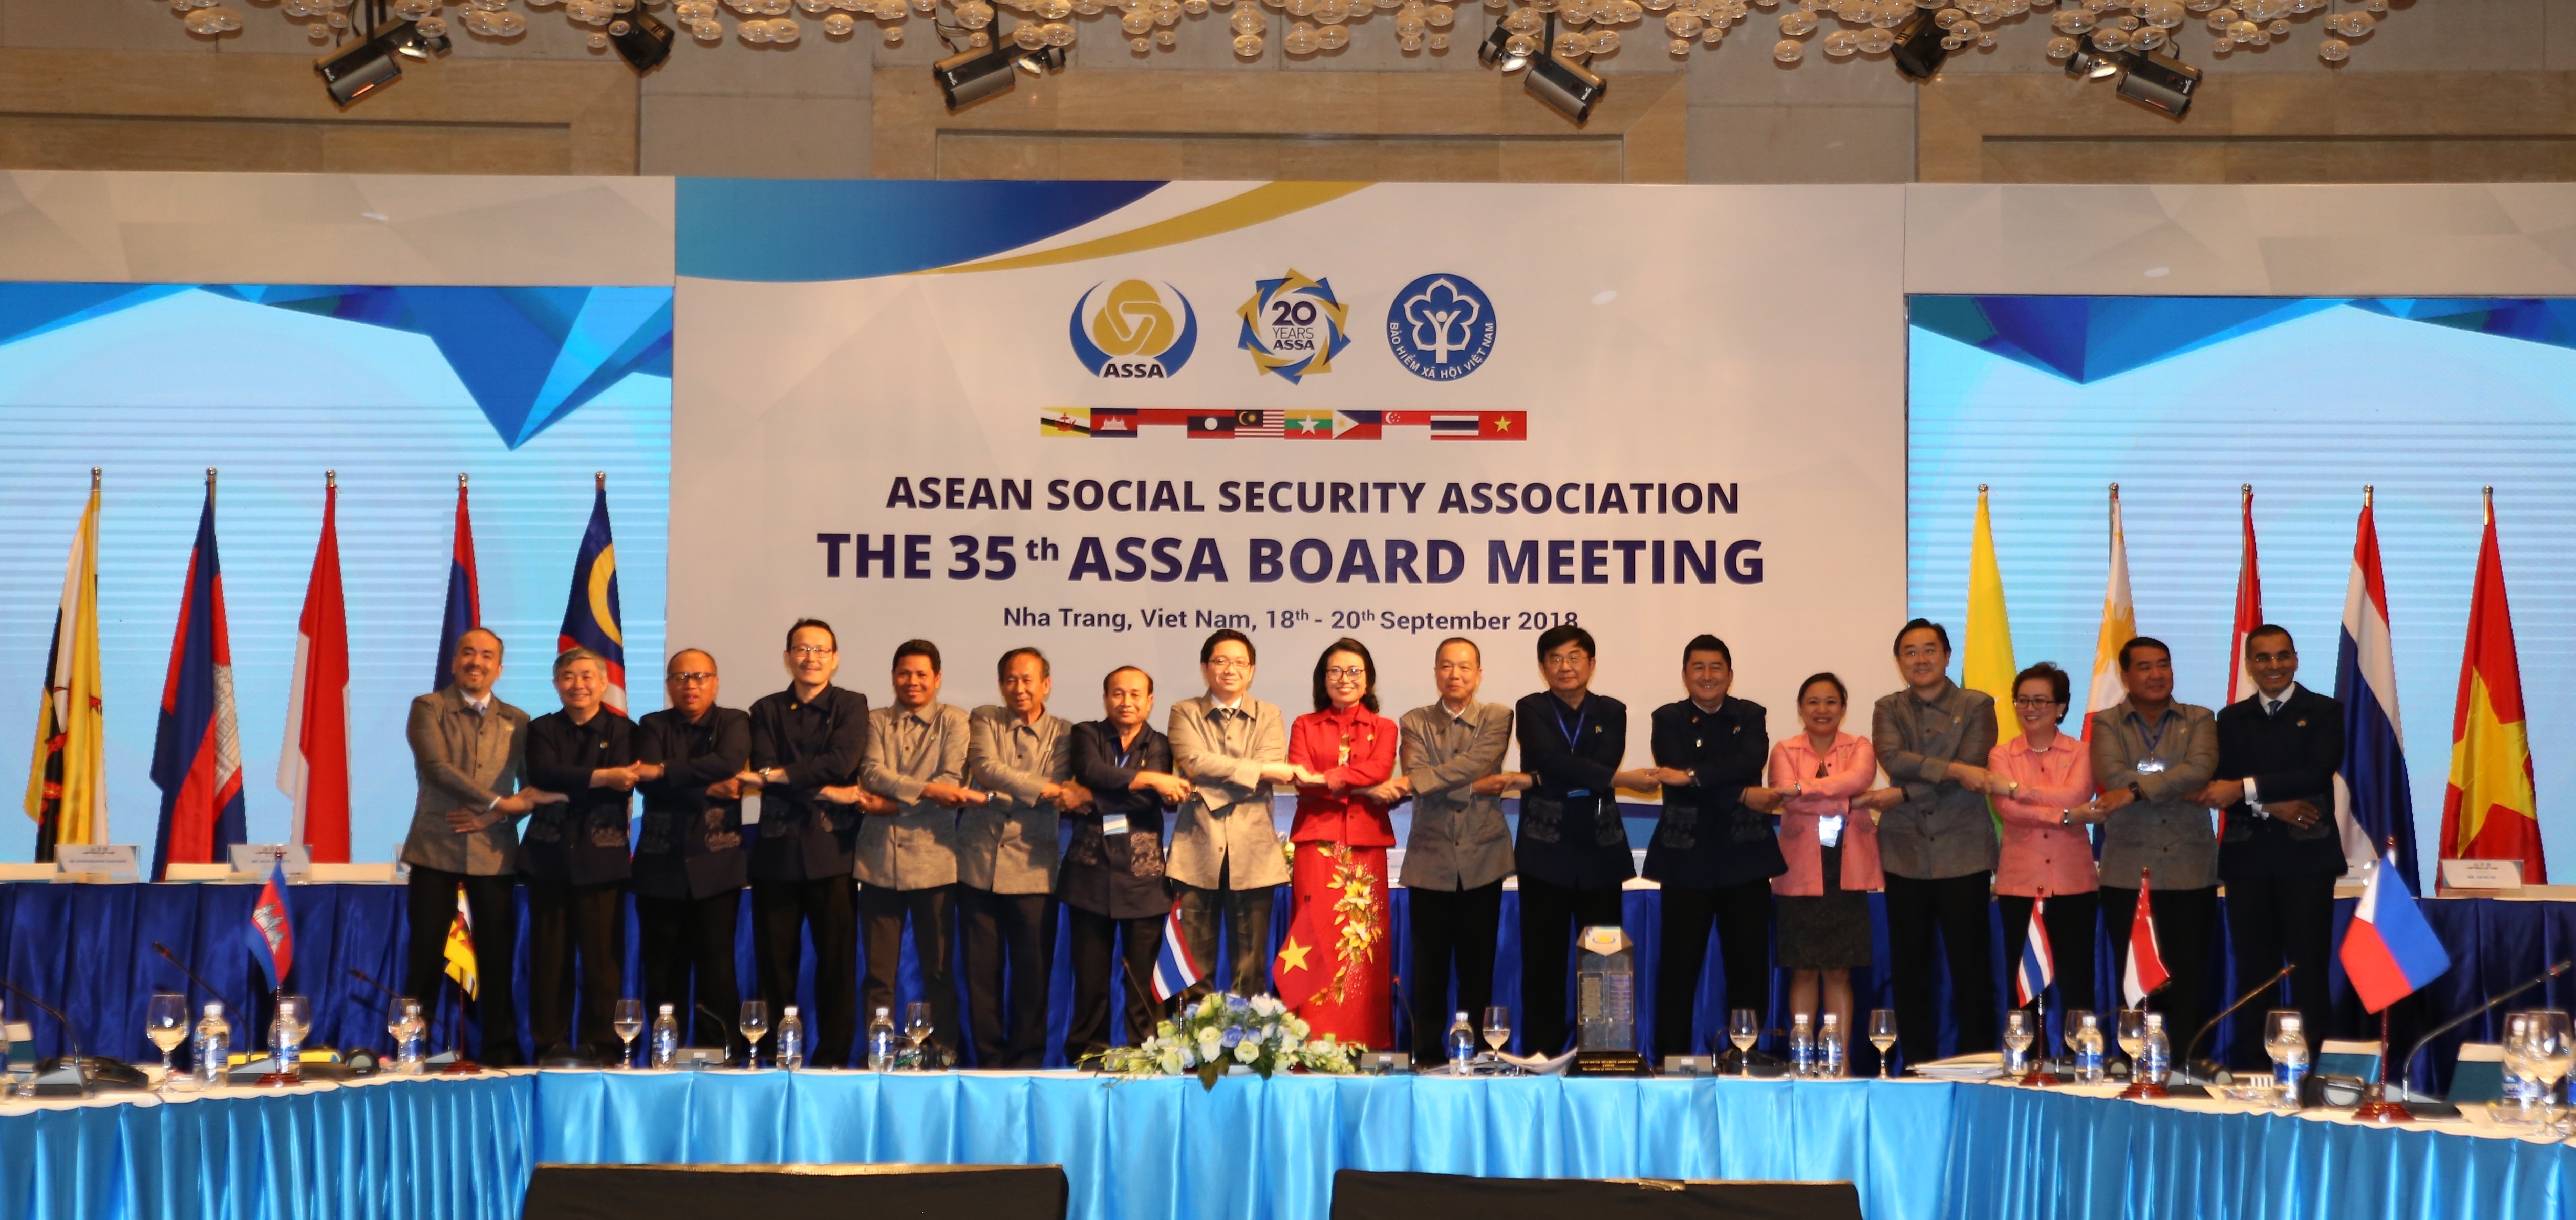 ASSA
20
YEARS
ASSA
BẢO HIỂM XÃ HỘI VIỆT NAM
ASEAN SOCIAL SECURITY ASSOCIATION
THE 35th ASSA BOARD MEETING
Nha Trang, Viet Nam, 18th - 20th September 2018